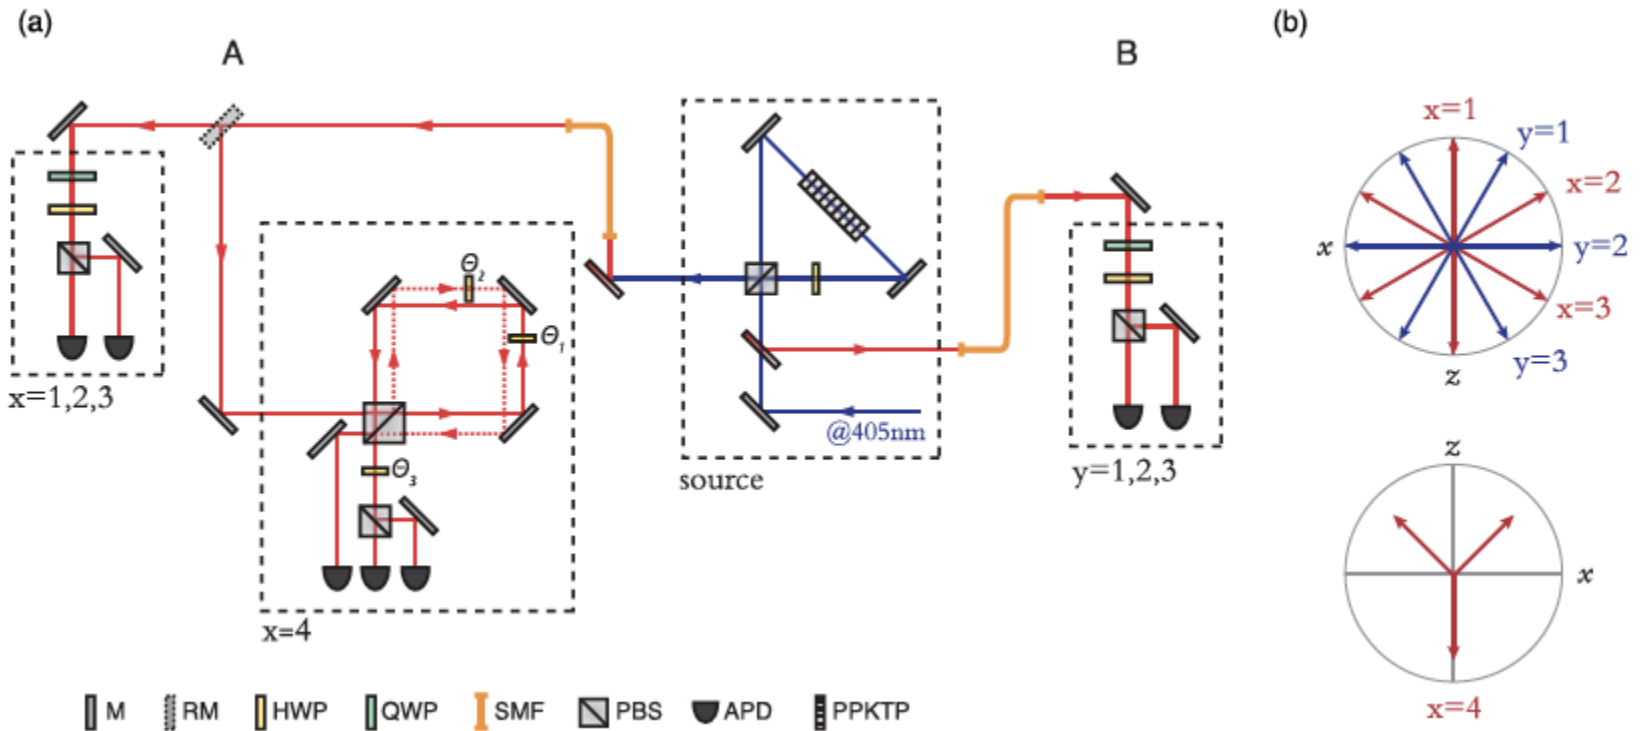 (a)
A
B
(b)
x=1
y=1
x=2
x
y=2
x=3
y=3
z
Θ₂
Θ₁
x=1,2,3
@405nm
Θ₃
source
y=1,2,3
z
x
x=4
x=4
M
RM
HWP
QWP
SMF
PBS
APD
PPKTP